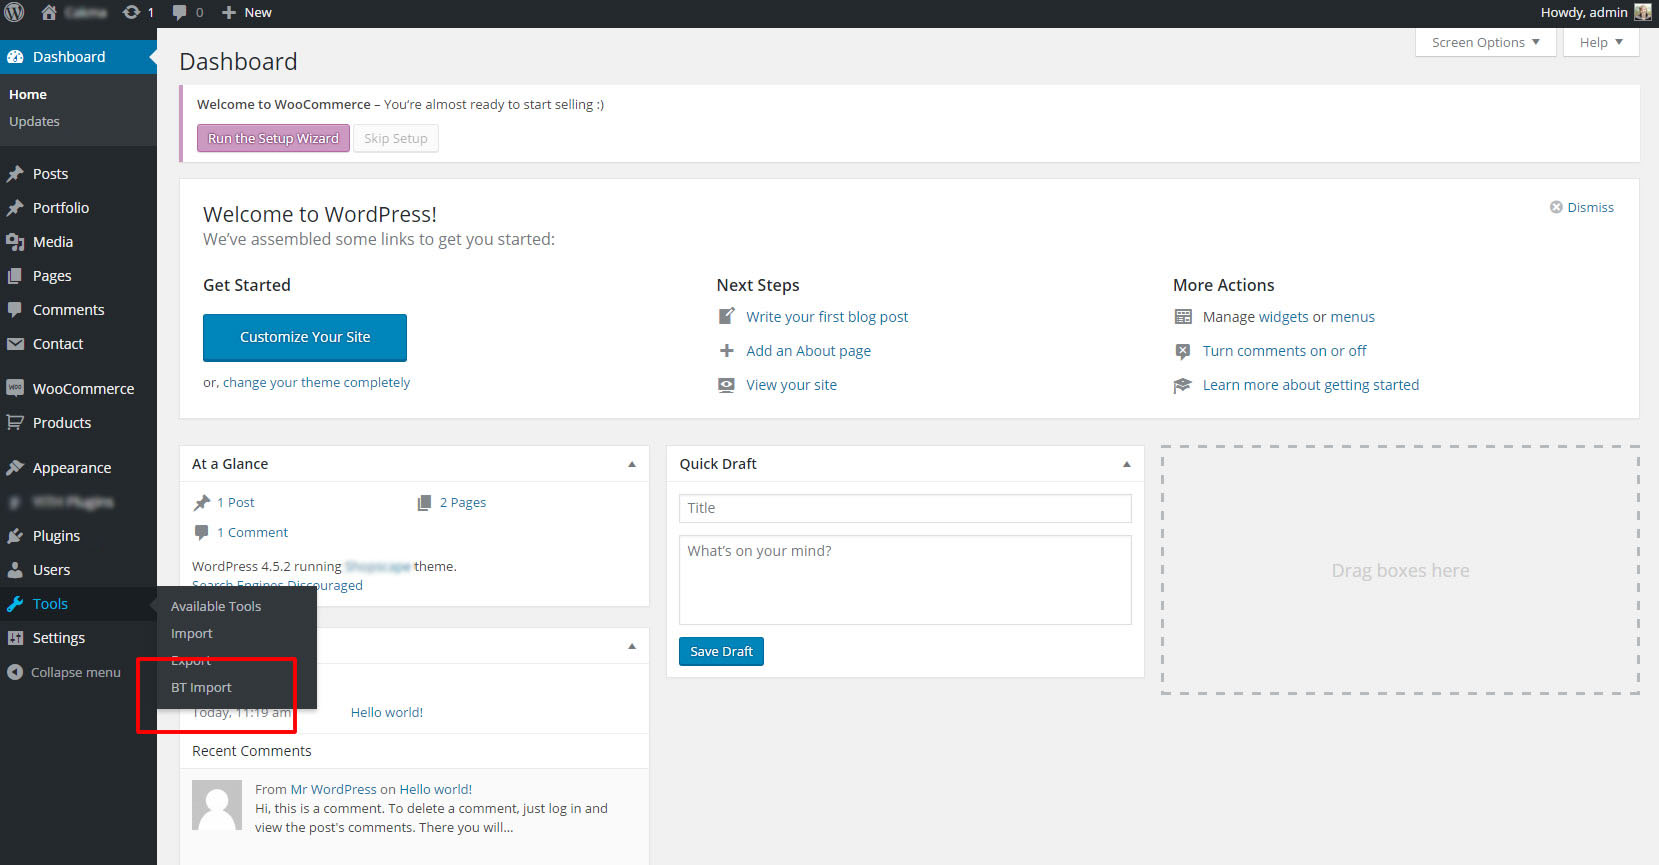 1
0
New
Howdy, admin
Dashboard
Home
Updates
Posts
Portfolio
Media
Pages
Comments
Contact
WooCommerce
Products
Appearance
Plugins
Users
Tools
Settings
Collapse menu
Available Tools
Import
Export
BT Import
Screen Options
Help
Dashboard
Welcome to WooCommerce – You're almost ready to start selling :)
Run the Setup Wizard
Skip Setup
Welcome to WordPress!
Dismiss
We've assembled some links to get you started:
Get Started
Customize Your Site
or, change your theme completely
Next Steps
Write your first blog post
Add an About page
View your site
More Actions
Manage widgets or menus
Turn comments on or off
Learn more about getting started
At a Glance
1 Post
2 Pages
1 Comment
WordPress 4.5.2 running theme.
Search Engines Discouraged
Today, 11:19 am
Hello world!
Recent Comments
From Mr WordPress on Hello world!
Hi, this is a comment. To delete a comment, just log in and
view the post's comments. There you will...
Quick Draft
Title
What's on your mind?
Save Draft
Drag boxes here